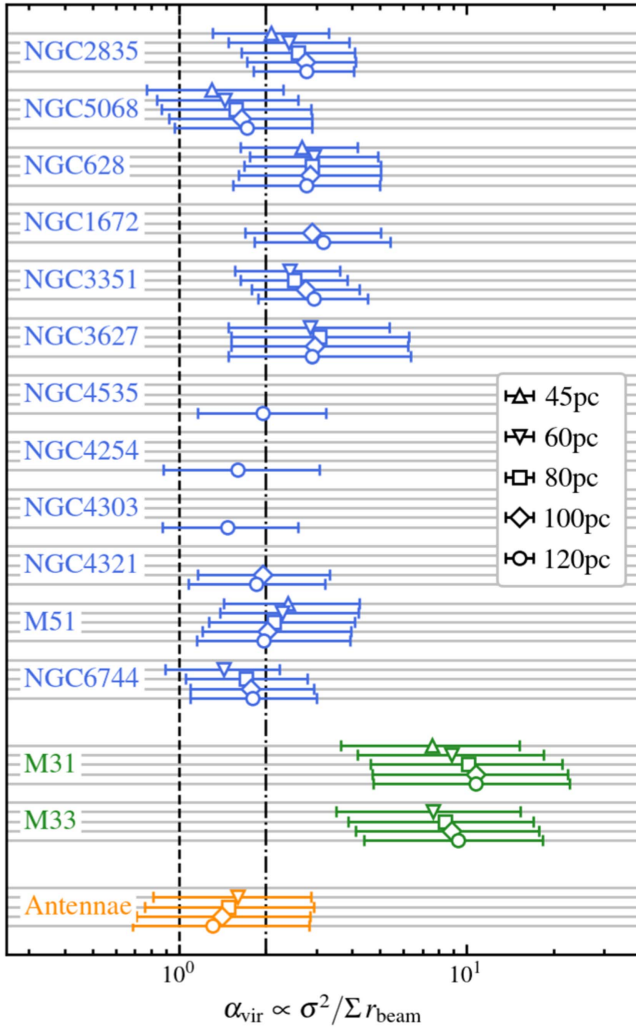 NGC2835
NGC5068
NGC628
NGC1672
NGC3351
NGC3627
NGC4535
NGC4254
NGC4303
NGC4321
M51
NGC6744
M31
M33
Antennae
45pc
60pc
80pc
100pc
120pc
10⁰ 10¹
α_vir ∝ σ²/Σ r_beam